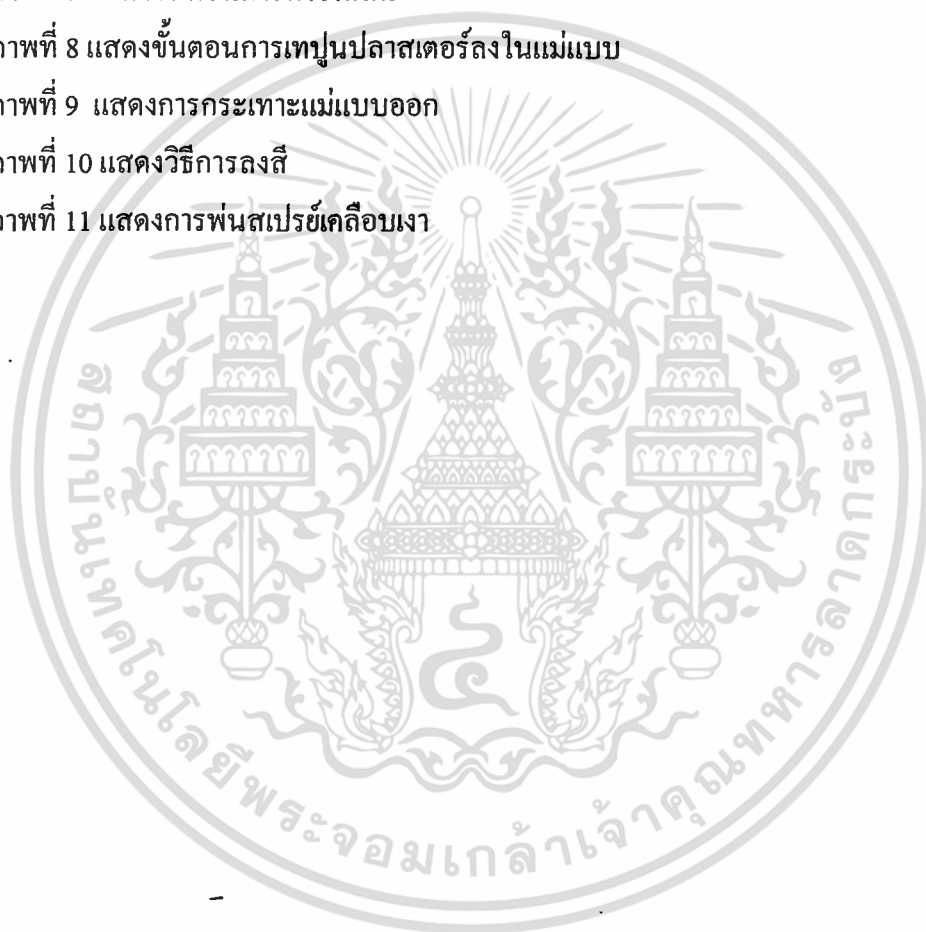 ภาพที่ 8 แสดงขั้นตอนการเทปูนปลาสเตอร์ลงในแม่แบบ
ภาพที่ 9 แสดงการกระเทาะแม่แบบออก
ภาพที่ 10 แสดงวิธีการลงสี
ภาพที่ 11 แสดงการพ่นสเปรย์เคลือบเงา
สถาบันเทคโนโลยีพระจอมเกล้าเจ้าคุณทหารลาดกระบัง
๔